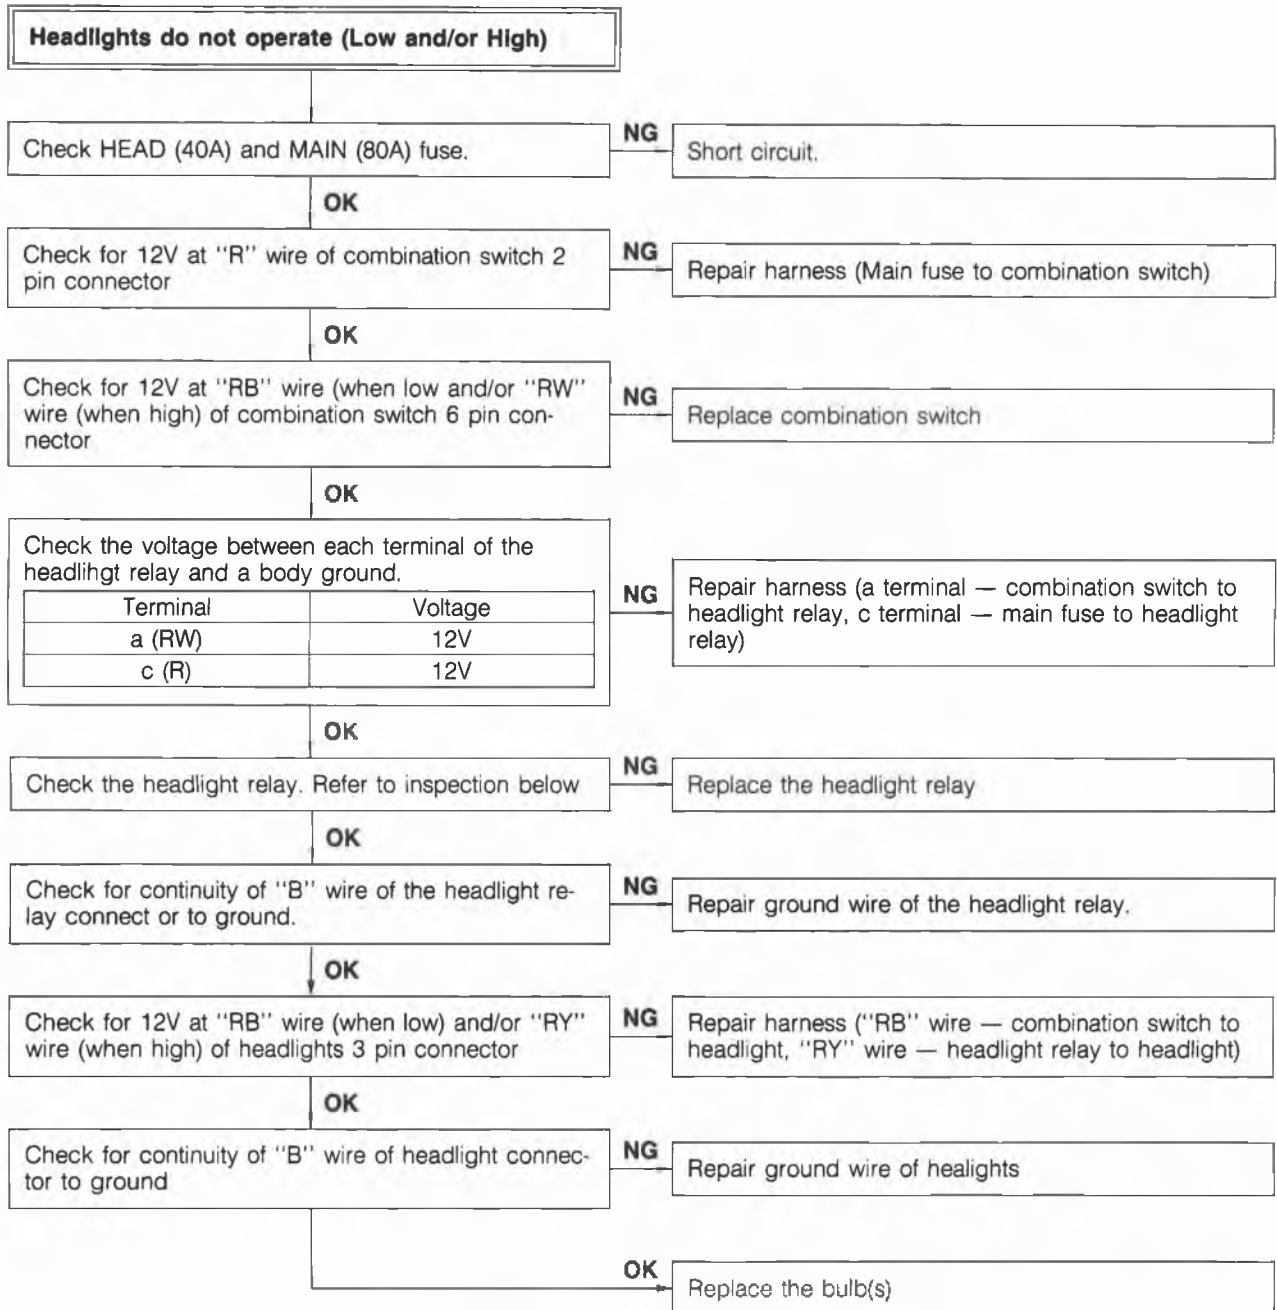 Headlights do not operate (Low and/or High)
Check HEAD (40A) and MAIN (80A) fuse.
NG
Short circuit.
OK
Check for 12V at "R" wire of combination switch 2
pin connector
NG
Repair harness (Main fuse to combination switch)
OK
Check for 12V at "RB" wire (when low and/or "RW"
wire (when high) of combination switch 6 pin con-
nector
NG
Replace combination switch
OK
Check the voltage between each terminal of the
headlihgt relay and a body ground.
Terminal Voltage
a (RW) 12V
c (R) 12V
NG
Repair harness (a terminal — combination switch to
headlight relay, c terminal — main fuse to headlight
relay)
OK
Check the headlight relay. Refer to inspection below
NG
Replace the headlight relay
OK
Check for continuity of "B" wire of the headlight re-
lay connect or to ground.
NG
Repair ground wire of the headlight relay.
OK
Check for 12V at "RB" wire (when low) and/or "RY"
wire (when high) of headlights 3 pin connector
NG
Repair harness ("RB" wire — combination switch to
headlight, "RY" wire — headlight relay to headlight)
OK
Check for continuity of "B" wire of headlight connec-
tor to ground
NG
Repair ground wire of healights
OK
Replace the bulb(s)